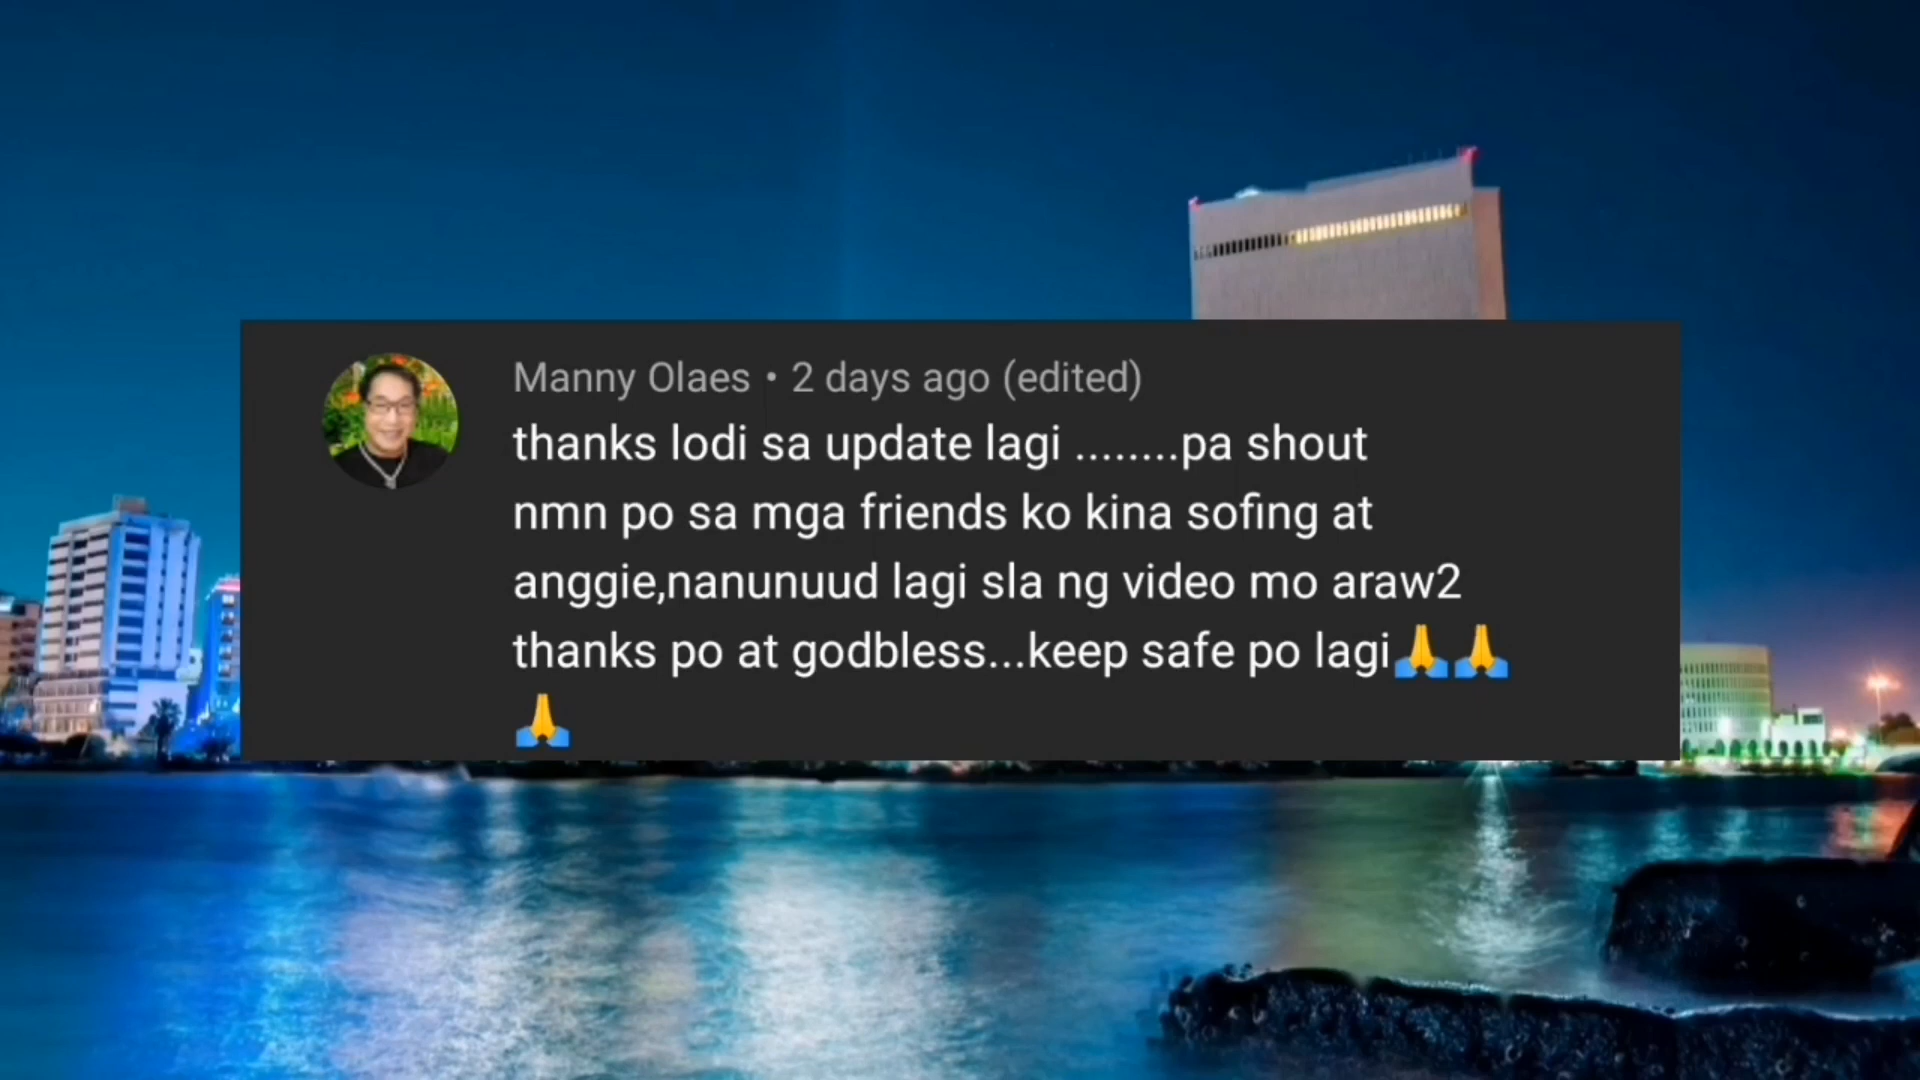 Manny Olaes • 2 days ago (edited)
thanks lodi sa update lagi ........pa shout
nmn po sa mga friends ko kina sofing at
anggie,nanunuud lagi sla ng video mo araw2
thanks po at godbless...keep safe po lagi🙏🙏
🙏